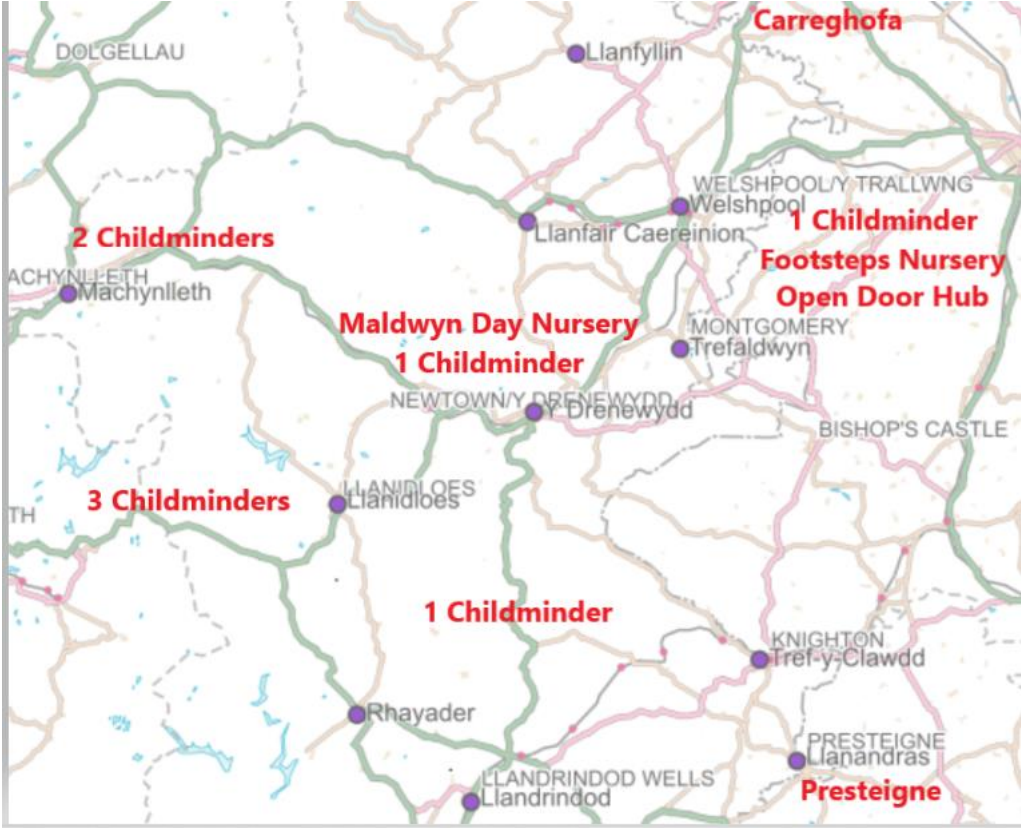 Carreghofa
DOLGELLAU
Llanfyllin
WELSHPOOL/Y TRALLWNG
Welshpool
1 Childminder
Llanfair Caereinion
2 Childminders
Footsteps Nursery
ACHYNLLETH
Machynlleth
Open Door Hub
Maldwyn Day Nursery
MONTGOMERY
Trefaldwyn
1 Childminder
NEWTOWN/Y DRENEWYDD
Y Drenewydd
BISHOP'S CASTLE
LLANIDLOES
Llanidloes
3 Childminders
TH
1 Childminder
KNIGHTON
Tref-y-Clawdd
Rhayader
PRESTEIGNE
Llanandras
LLANDRINDOD WELLS
Llandrindod
Presteigne